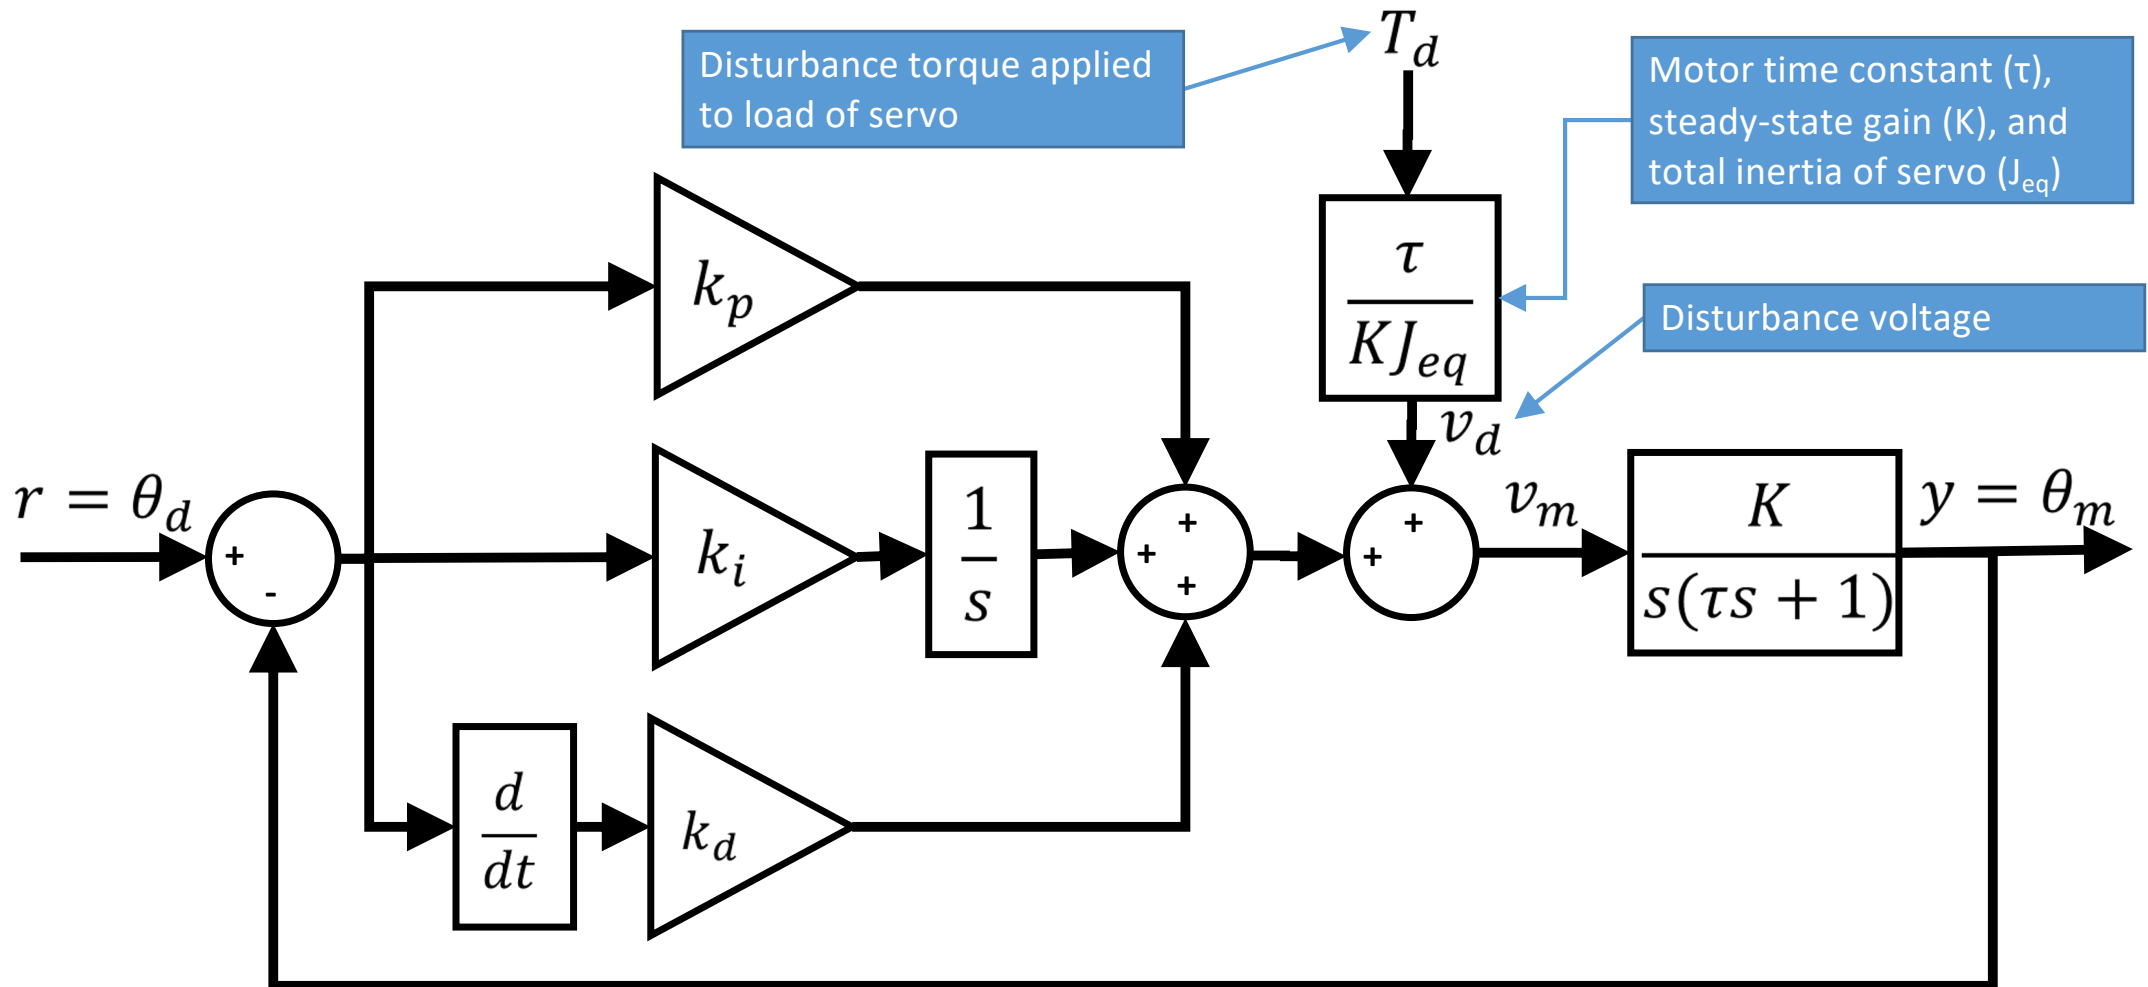 T_d
Disturbance torque applied
to load of servo
Motor time constant (τ),
steady-state gain (K), and
total inertia of servo (J_eq)
τ
KJ_eq
k_p
Disturbance voltage
v_d
r = θ_d
+
-
k_i
1
s
+
+
+
+
+
v_m
K
s(τs + 1)
y = θ_m
d
dt
k_d